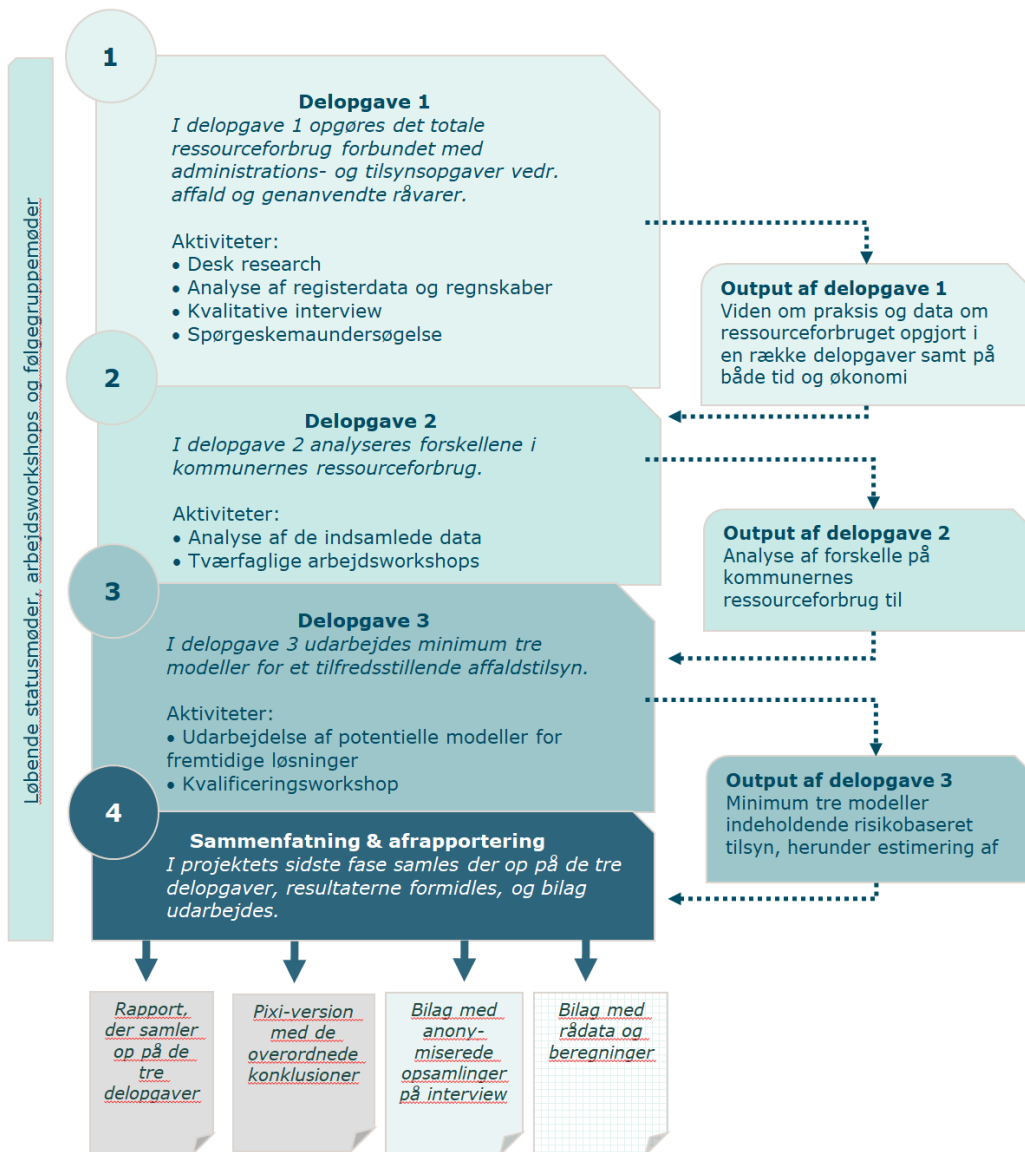 Løbende statusmøder, arbejdsworkshops og følgegruppemøder
1
Delopgave 1
I delopgave 1 opgøres det totale
ressourceforbrug forbundet med
administrations- og tilsynsopgaver vedr.
affald og genanvendte råvarer.
Aktiviteter:
• Desk research
• Analyse af registerdata og regnskaber
• Kvalitative interview
• Spørgeskemaundersøgelse
Output af delopgave 1
Viden om praksis og data om
ressourceforbruget opgjort i
en række delopgaver samt på
både tid og økonomi
2
Delopgave 2
I delopgave 2 analyseres forskellene i
kommunernes ressourceforbrug.
Aktiviteter:
• Analyse af de indsamlede data
• Tværfaglige arbejdsworkshops
Output af delopgave 2
Analyse af forskelle på
kommunernes
ressourceforbrug til
3
Delopgave 3
I delopgave 3 udarbejdes minimum tre
modeller for et tilfredsstillende affaldstilsyn.
Aktiviteter:
• Udarbejdelse af potentielle modeller for
fremtidige løsninger
• Kvalificeringsworkshop
Output af delopgave 3
Minimum tre modeller
indeholdende risikobaseret
tilsyn, herunder estimering af
4
Sammenfatning & afrapportering
I projektets sidste fase samles der op på de tre
delopgaver, resultaterne formidles, og bilag
udarbejdes.
Rapport,
der samler
op på de
tre
delopgaver
Pixi-version
med de
overordnede
konklusioner
Bilag med
anony-
miserede
opsamlinger
på interview
Bilag med
rådata og
beregninger